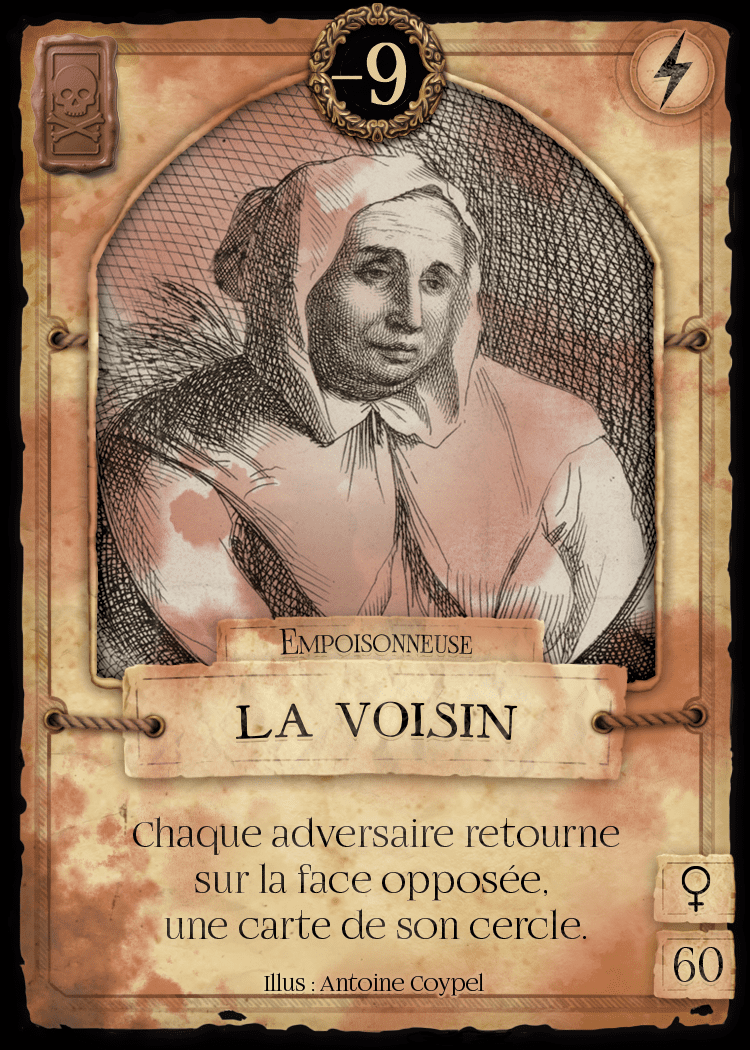 –9
EMPOISONNEUSE
LA VOISIN
Chaque adversaire retourne
sur la face opposée,
une carte de son cercle.
♀
60
Illus : Antoine Coypel